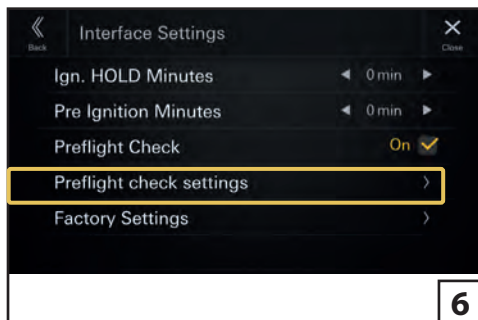 Back
Interface Settings
Close
Ign. HOLD Minutes ◀ 0 min ▶
Pre Ignition Minutes ◀ 0 min ▶
Preflight Check On ✓
Preflight check settings >
Factory Settings >
6